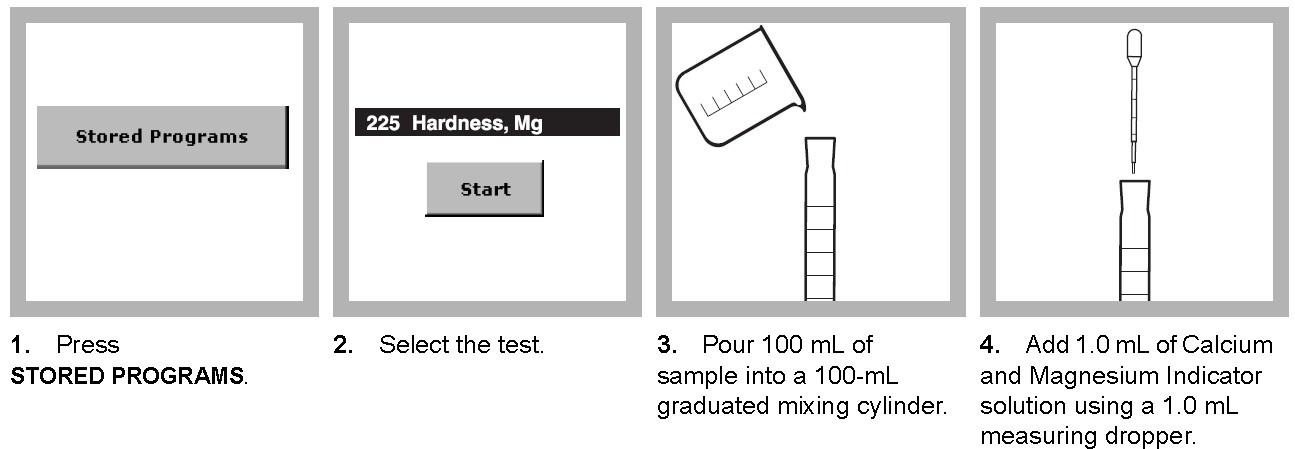 Stored Programs
225 Hardness, Mg
Start
1. Press
STORED PROGRAMS.
2. Select the test.
3. Pour 100 mL of
sample into a 100-mL
graduated mixing cylinder.
4. Add 1.0 mL of Calcium
and Magnesium Indicator
solution using a 1.0 mL
measuring dropper.